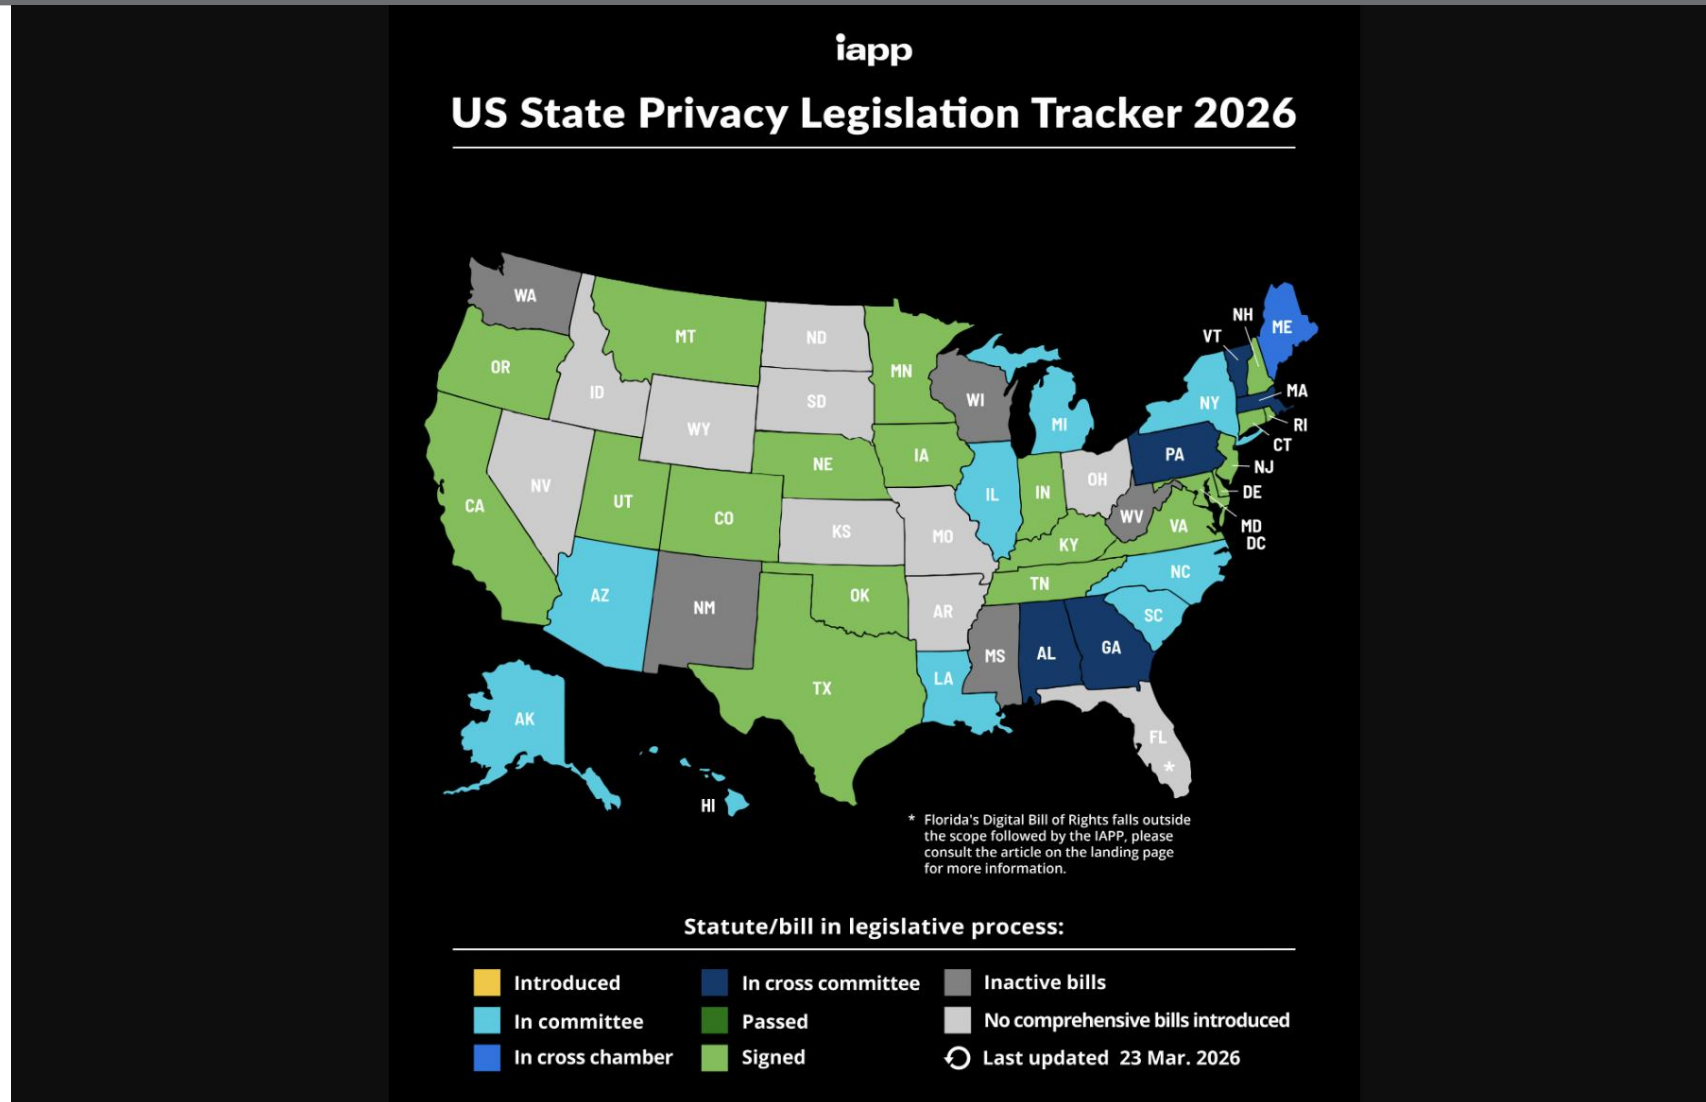 iapp
US State Privacy Legislation Tracker 2026
WA
MT
ND
MN
OR
ID
SD
WI
WY
MI
NH
VT
ME
NY
MA
RI
CT
NE
IA
PA
NJ
NV
UT
CO
IL
IN
OH
DE
CA
KS
MO
WV
VA
MD
DC
KY
AZ
NM
OK
AR
TN
NC
SC
MS
AL
GA
TX
LA
AK
FL
*
HI
* Florida's Digital Bill of Rights falls outside
the scope followed by the IAPP, please
consult the article on the landing page
for more information.
Statute/bill in legislative process:
Introduced
In committee
In cross chamber
In cross committee
Passed
Signed
Inactive bills
No comprehensive bills introduced
Last updated 23 Mar. 2026